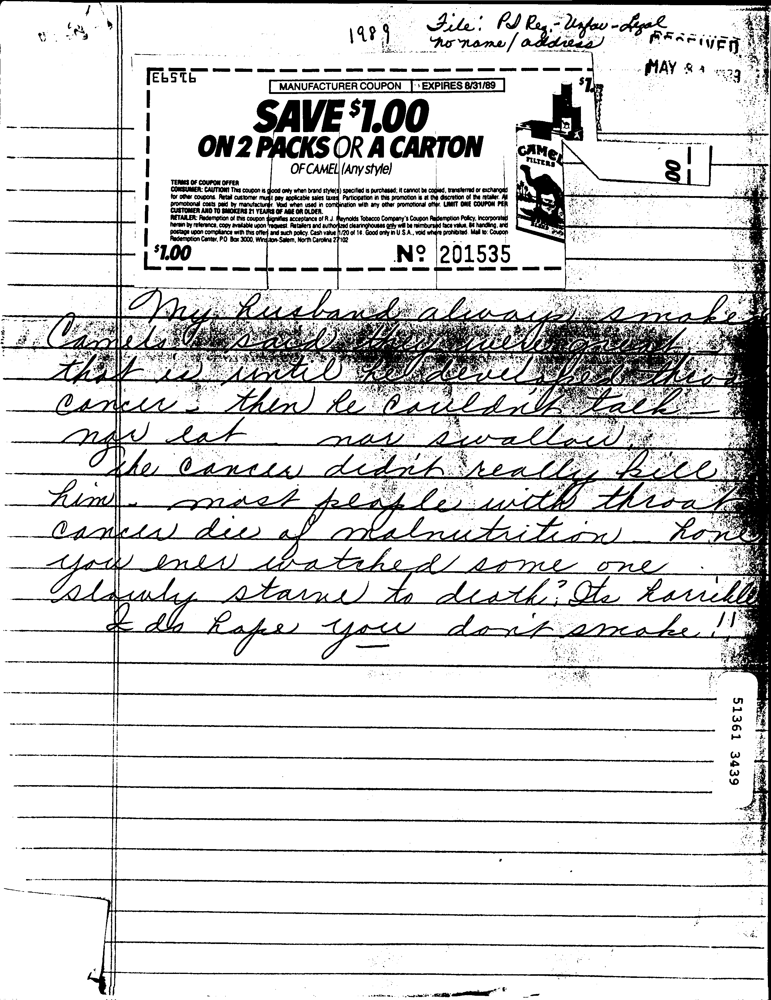 1989
File: PJ Rey.- Unfav - Legal
no name/address
RECEIVED
MAY
E6596
MANUFACTURER COUPON EXPIRES 8/31/89
$1.
SAVE $1.00
ON 2 PACKS OR A CARTON
OF CAMEL (Any style)
CAMEL
FILTERS
1.00
TERMS OF COUPON OFFER
CONSUMER: CAUTION! This coupon is good only when brand style(s) specified is purchased; it cannot be copied, transferred or exchanged
for other coupons. Retail customer must pay applicable sales taxes. Participation in this promotion is at the discretion of the retailer. All
promotional costs paid by manufacturer. Void when used in combination with any other promotional offer. LIMIT ONE COUPON PER
CUSTOMER AND TO SMOKERS 21 YEARS OF AGE OR OLDER.
RETAILER: Redemption of this coupon signifies acceptance of R.J. Reynolds Tobacco Company's Coupon Redemption Policy, incorporated
herein by reference, copy available upon request. Retailers and authorized clearinghouses only will be reimbursed face value, 8¢ handling, and
postage upon compliance with this offer and such policy. Cash value 1/20 of 1¢. Good only in U.S.A., void where prohibited. Mail to: Coupon
Redemption Center, P.O. Box 3000, Winston-Salem, North Carolina 27102
$1.00
Nº 201535
My husband always smoke
Camels said they were
that is until he developed throa
cancer - then he couldn't talk -
nor eat nor swallow.
The cancer didn't really kill
him - most people with throat
cancer die of malnutrition - have
you ever watched some one
slowly starve to death? Its horrible
I do hope you don't smoke!!
51361 3439